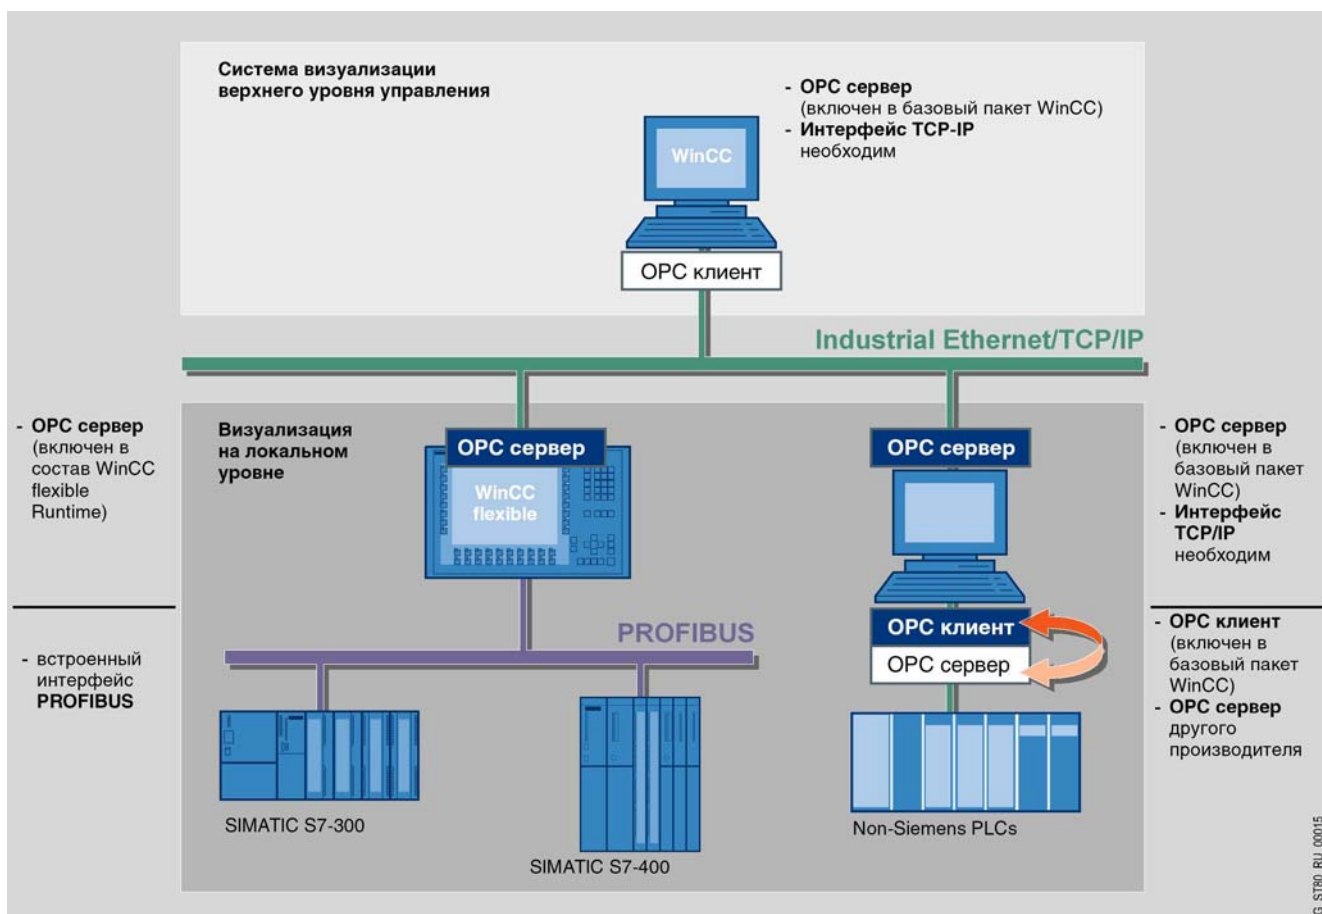 Система визуализации
верхнего уровня управления
- OPC сервер
(включен в базовый пакет WinCC)
- Интерфейс TCP-IP
необходим
WinCC
OPC клиент
Industrial Ethernet/TCP/IP
- OPC сервер
(включен в
состав WinCC
flexible
Runtime)
Визуализация
на локальном
уровне
OPC сервер
WinCC
flexible
OPC сервер
- OPC сервер
(включен в
базовый пакет
WinCC)
- Интерфейс
TCP/IP
необходим
PROFIBUS
OPC клиент
OPC сервер
- встроенный
интерфейс
PROFIBUS
- OPC клиент
(включен в
базовый пакет
WinCC)
- OPC сервер
другого
производителя
SIMATIC S7-300
SIMATIC S7-400
Non-Siemens PLCs
G_ST80_RU_00015